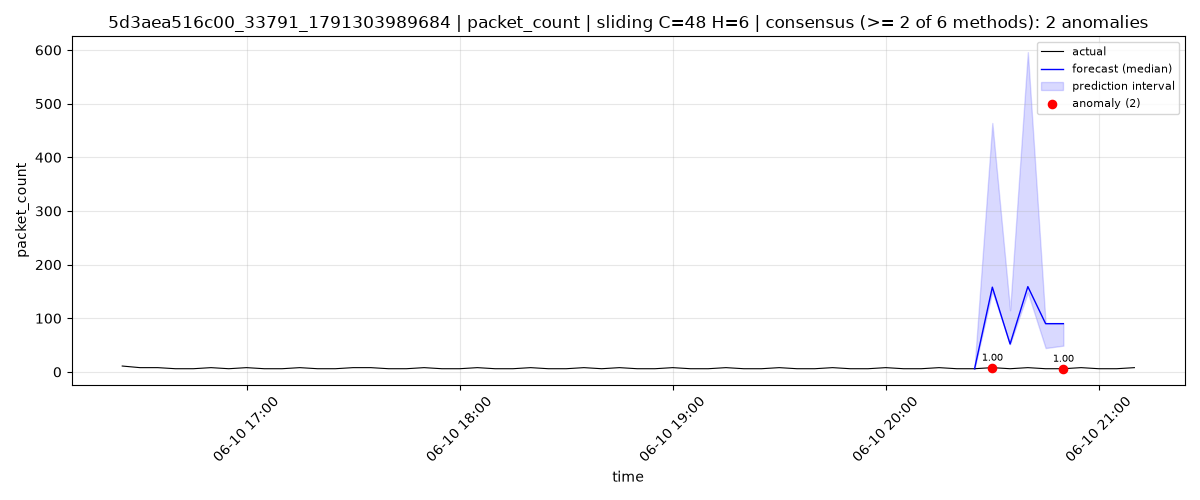 5d3aea516c00_33791_1791303989684 | packet_count | sliding C=48 H=6 | consensus (>= 2 of 6 methods): 2 anomalies
packet_count
600
500
400
300
200
100
0
actual
forecast (median)
prediction interval
anomaly (2)
1.00
1.00
06-10 17:00
06-10 18:00
06-10 19:00
06-10 20:00
06-10 21:00
time